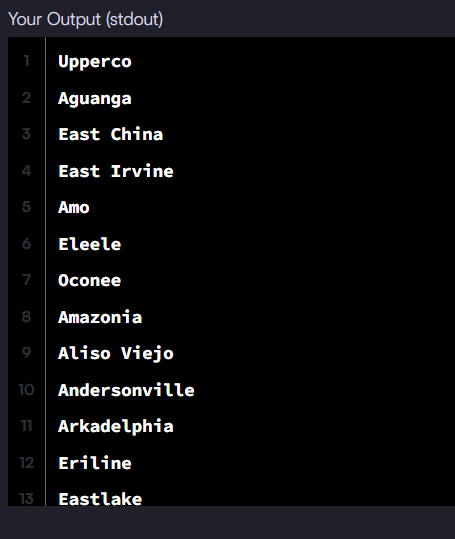 Your Output (stdout)
1 Upperco
2 Aguanga
3 East China
4 East Irvine
5 Amo
6 Eleele
7 Oconee
8 Amazonia
9 Aliso Viejo
10 Andersonville
11 Arkadelphia
12 Eriline
13 Eastlake